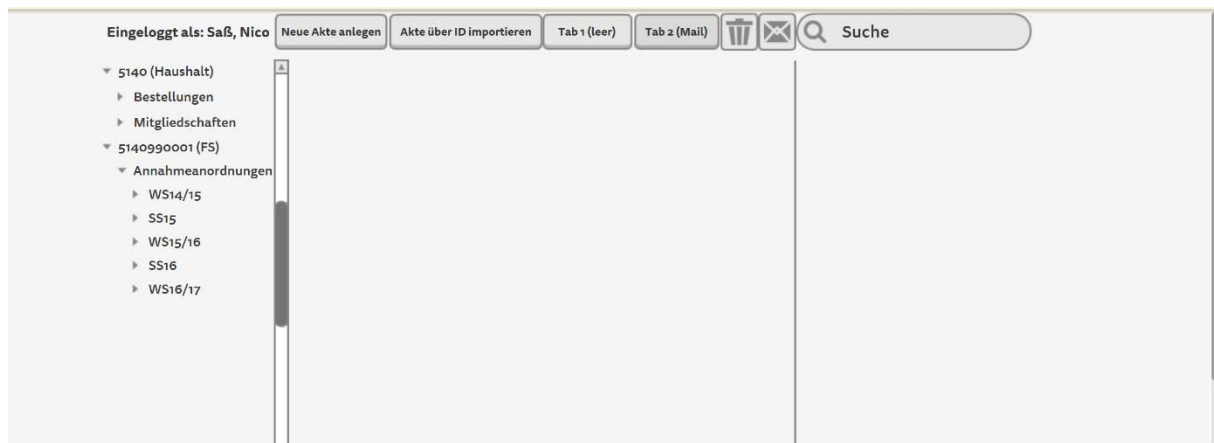 Eingeloggt als: Saß, Nico Neue Akte anlegen Akte über ID importieren Tab 1 (leer) Tab 2 (Mail) Suche
5140 (Haushalt)
Bestellungen
Mitgliedschaften
5140990001 (FS)
Annahmeanordnungen
WS14/15
SS15
WS15/16
SS16
WS16/17